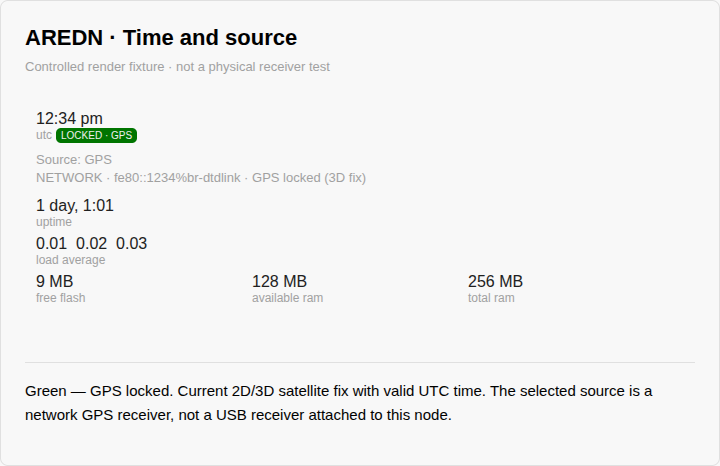 AREDN · Time and source
Controlled render fixture · not a physical receiver test
12:34 pm
utc LOCKED · GPS
Source: GPS
NETWORK · fe80::1234%br-dtdlink · GPS locked (3D fix)
1 day, 1:01
uptime
0.01 0.02 0.03
load average
9 MB 128 MB 256 MB
free flash available ram total ram
Green — GPS locked. Current 2D/3D satellite fix with valid UTC time. The selected source is a
network GPS receiver, not a USB receiver attached to this node.